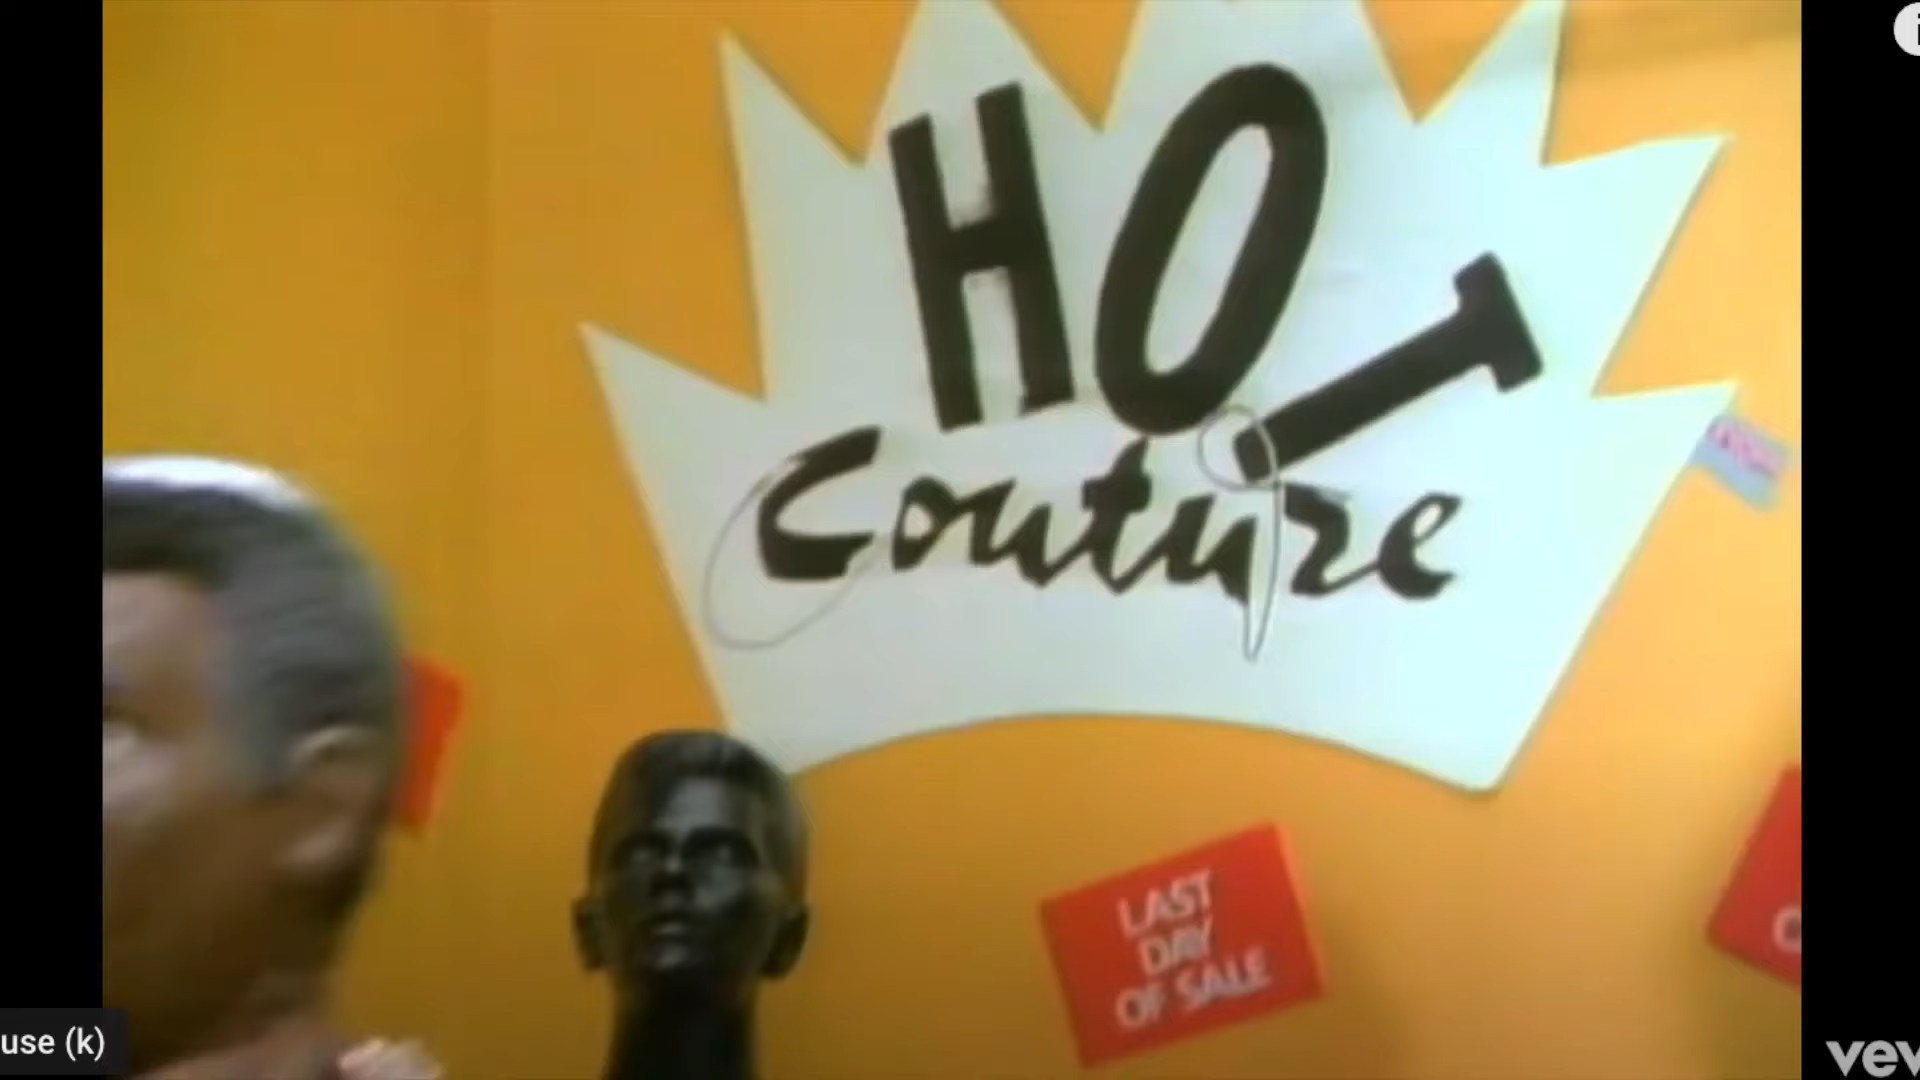 HOT
Couture
LAST
DAY
OF SALE
use (k)
vev